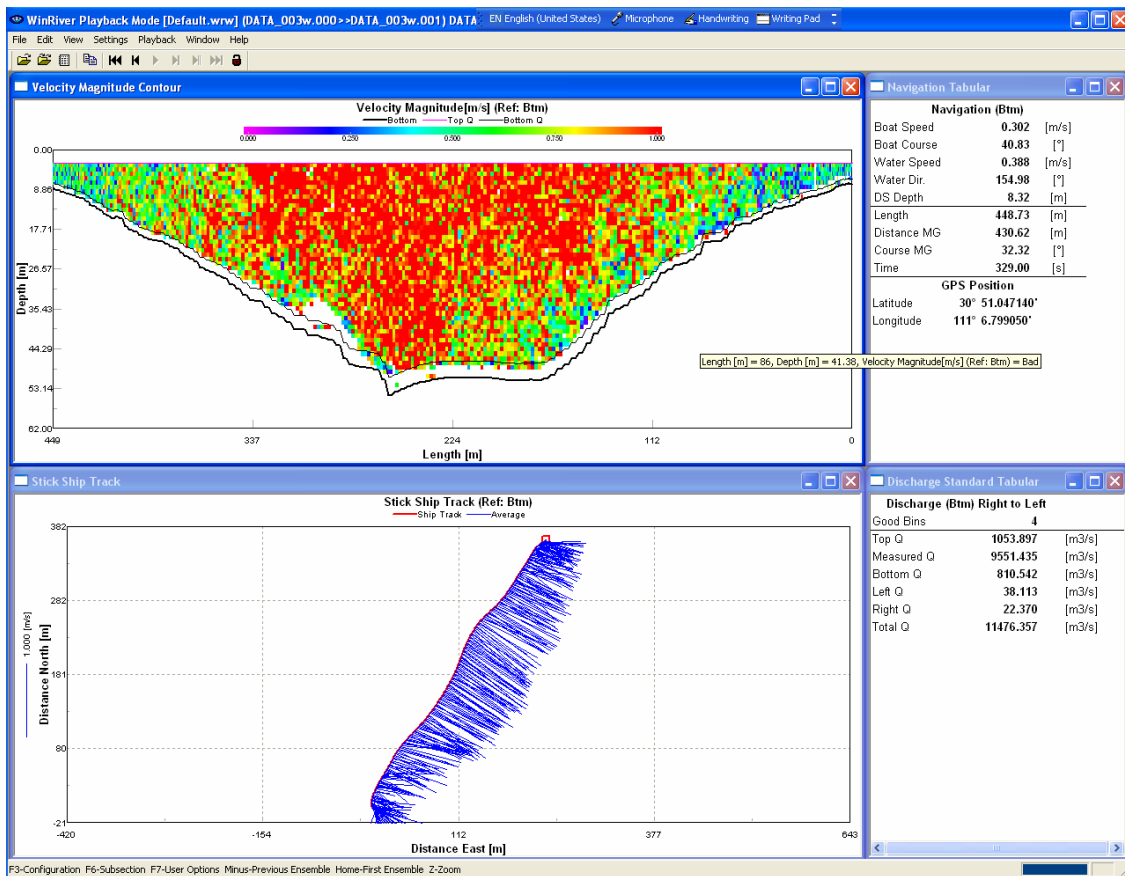 WinRiver Playback Mode [Default.wrw] (DATA_003w.000>>DATA_003w.001) DATA
EN English (United States) Microphone Handwriting Writing Pad
File Edit View Settings Playback Window Help
Velocity Magnitude Contour
Velocity Magnitude[m/s] (Ref: Btm)
Bottom Top Q Bottom Q
0.000 0.250 0.500 0.750 1.000
0.00
8.86
17.71
26.57
35.43
44.29
53.14
62.00
Depth [m]
449 337 224 112 0
Length [m]
Length [m] = 86, Depth [m] = 41.38, Velocity Magnitude[m/s] (Ref: Btm) = Bad
Navigation Tabular
Navigation (Btm)
Boat Speed 0.302 [m/s]
Boat Course 40.83 [°]
Water Speed 0.388 [m/s]
Water Dir. 154.98 [°]
DS Depth 8.32 [m]
Length 448.73 [m]
Distance MG 430.62 [m]
Course MG 32.32 [°]
Time 329.00 [s]
GPS Position
Latitude 30° 51.047140'
Longitude 111° 6.799050'
Stick Ship Track
Stick Ship Track (Ref: Btm)
Ship Track Average
382
282
181
80
-21
1.000 [m/s]
Distance North [m]
-420 -154 112 377 643
Distance East [m]
Discharge Standard Tabular
Discharge (Btm) Right to Left
Good Bins 4
Top Q 1053.897 [m3/s]
Measured Q 9551.435 [m3/s]
Bottom Q 810.542 [m3/s]
Left Q 38.113 [m3/s]
Right Q 22.370 [m3/s]
Total Q 11476.357 [m3/s]
F3-Configuration F6-Subsection F7-User Options Minus-Previous Ensemble Home-First Ensemble Z-Zoom